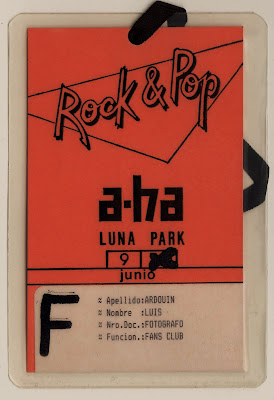 Rock & Pop
a-ha
LUNA PARK
9
junio
F
* Apellido:ARDOUIN
* Nombre :LUIS
* Nro.Doc.:FOTOGRAFO
* Funcion.:FANS CLUB